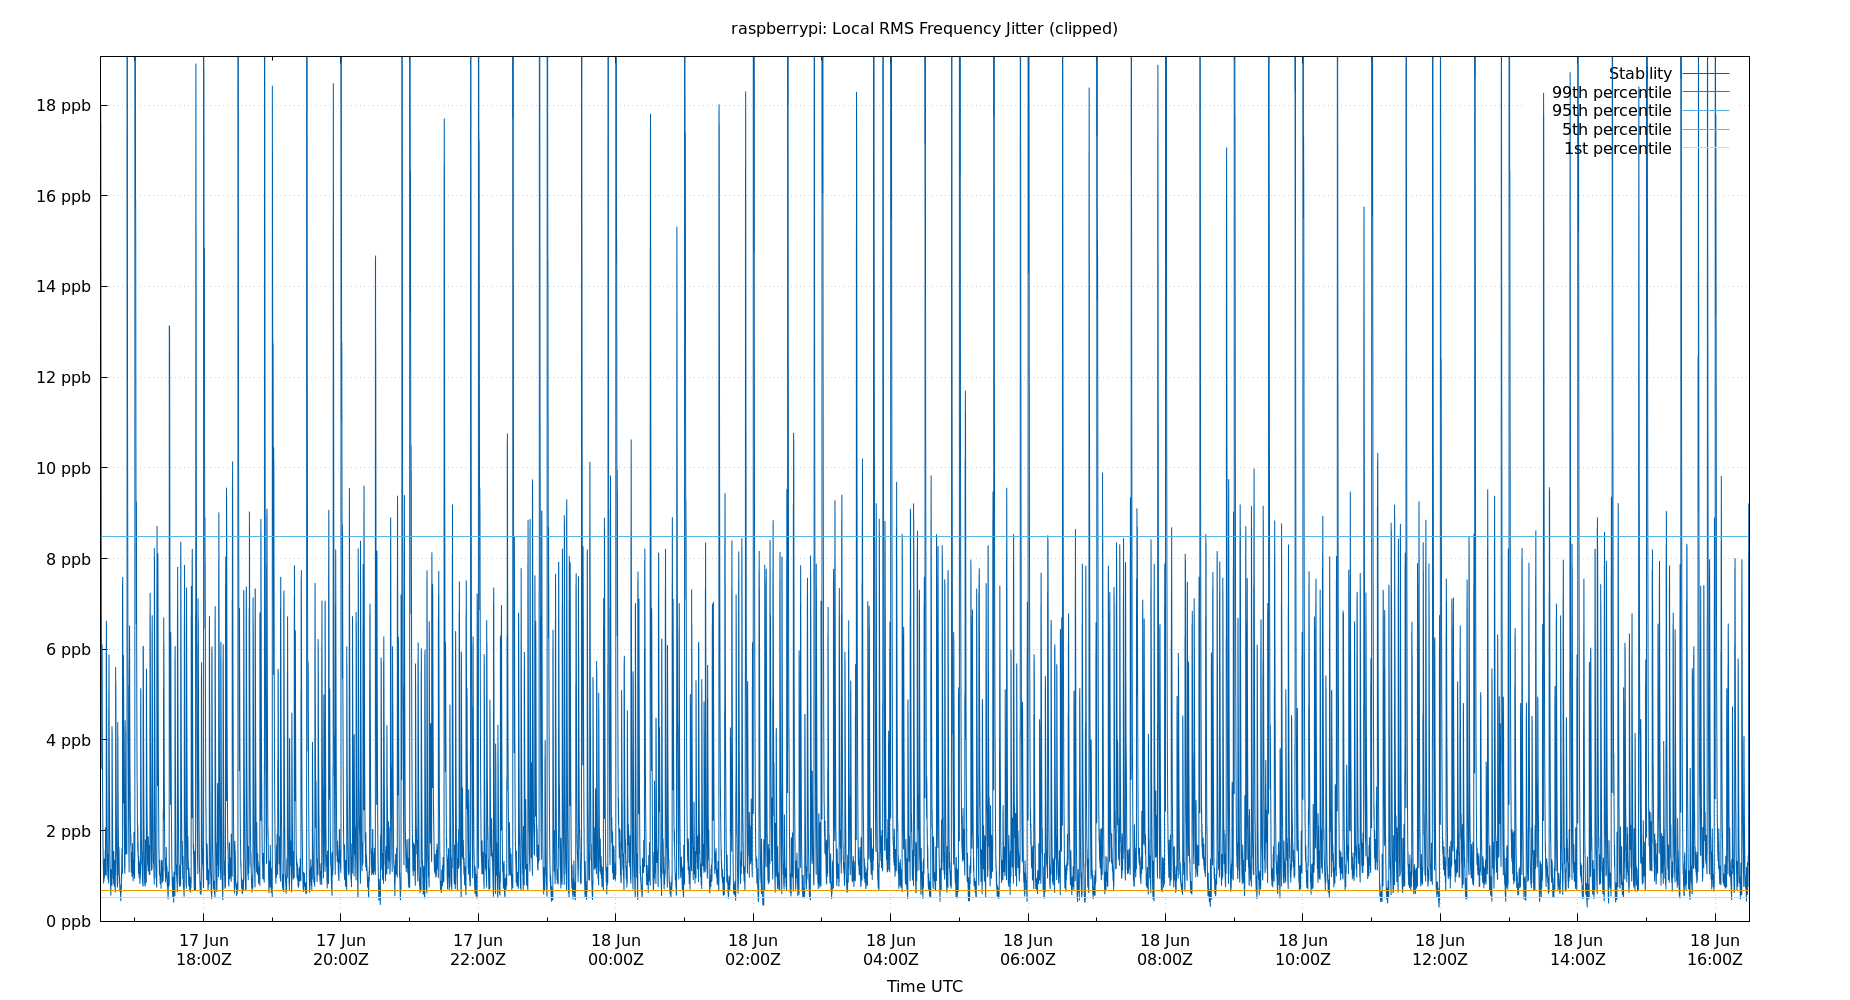 raspberrypi: Local RMS Frequency Jitter (clipped)
Stability
99th percentile
95th percentile
5th percentile
1st percentile
18 ppb
16 ppb
14 ppb
12 ppb
10 ppb
8 ppb
6 ppb
4 ppb
2 ppb
0 ppb
17 Jun 17 Jun 17 Jun 18 Jun 18 Jun 18 Jun 18 Jun 18 Jun 18 Jun 18 Jun 18 Jun 18 Jun
18:00Z 20:00Z 22:00Z 00:00Z 02:00Z 04:00Z 06:00Z 08:00Z 10:00Z 12:00Z 14:00Z 16:00Z
Time UTC